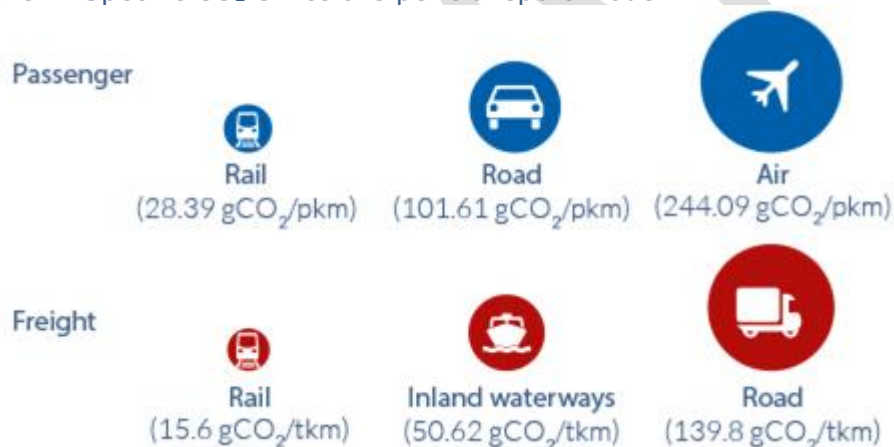 Passenger
Rail
(28.39 gCO₂/pkm)
Road
(101.61 gCO₂/pkm)
Air
(244.09 gCO₂/pkm)
Freight
Rail
(15.6 gCO₂/tkm)
Inland waterways
(50.62 gCO₂/tkm)
Road
(139.8 gCO₂/tkm)